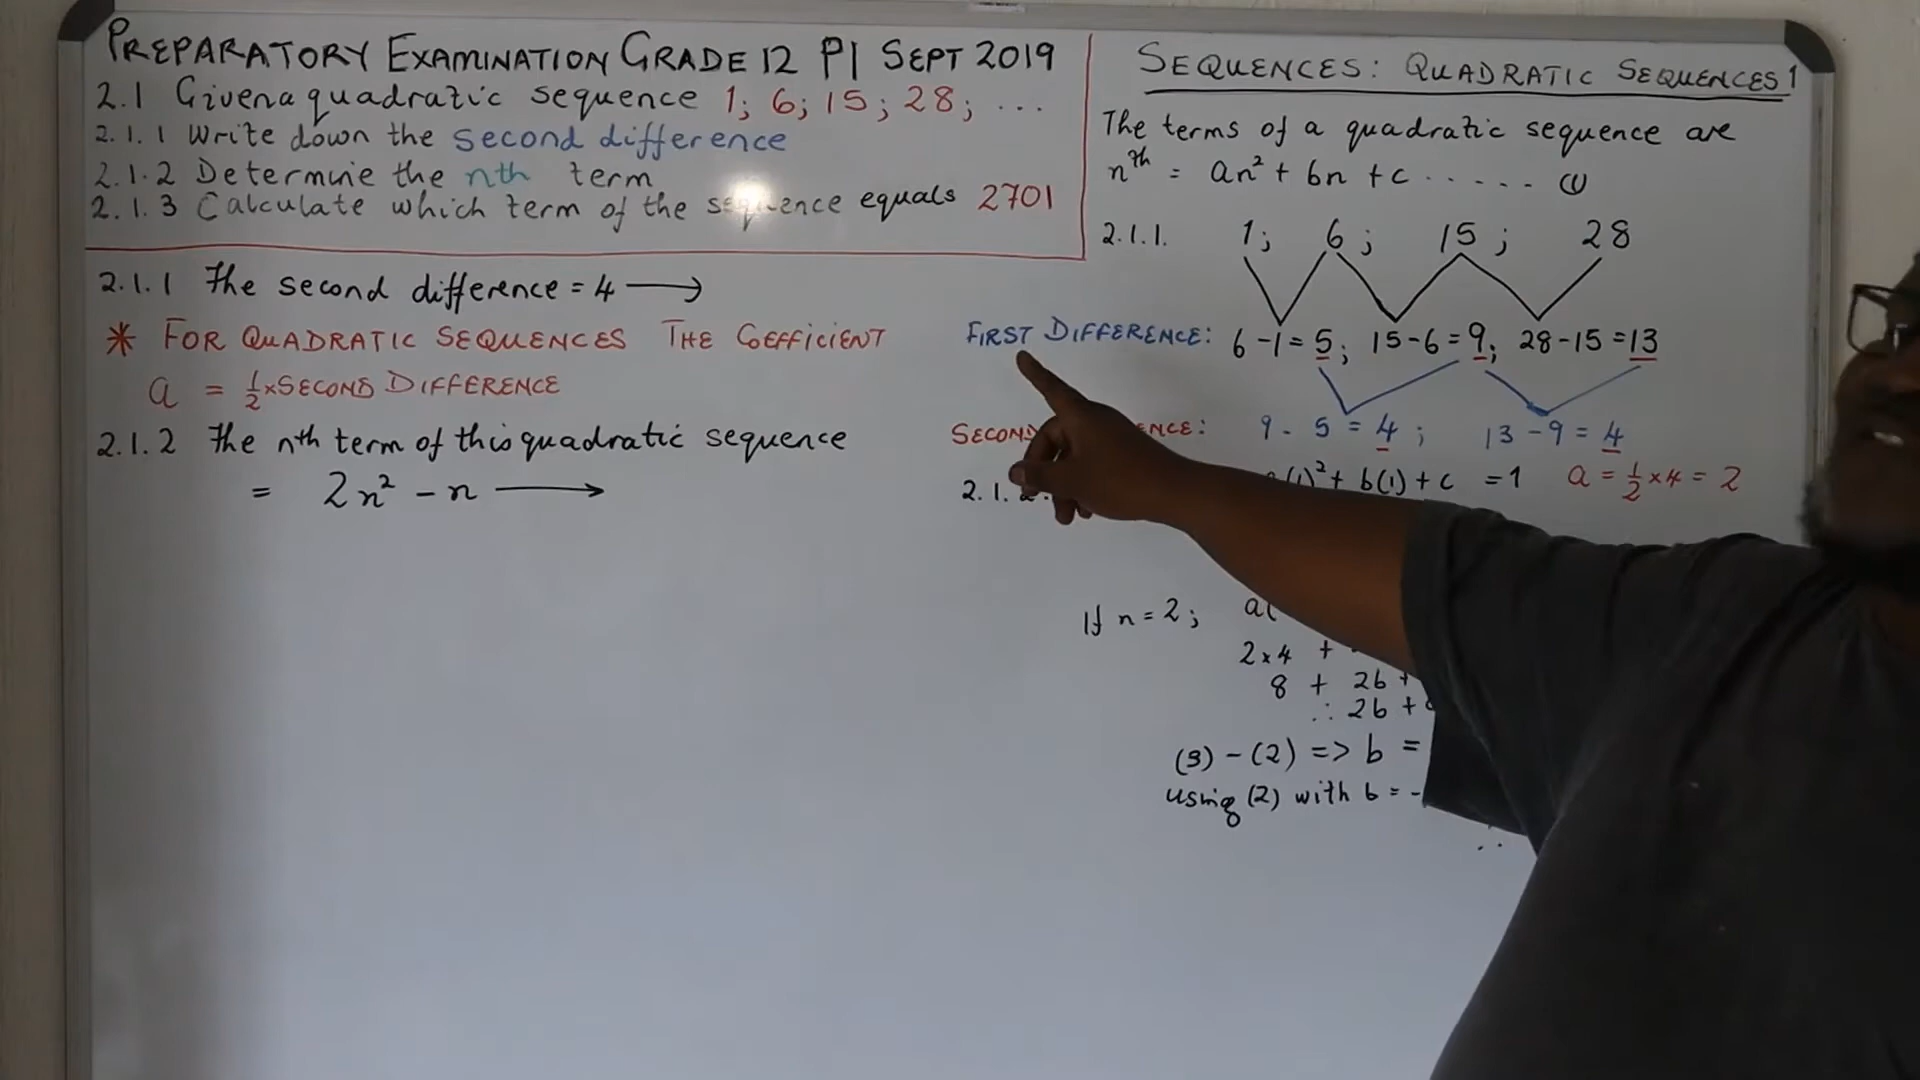 PREPARATORY EXAMINATION GRADE 12 P1 SEPT 2019
2.1 Given a quadratic sequence 1; 6; 15; 28; ...
2.1.1 Write down the second difference
2.1.2 Determine the nth term
2.1.3 Calculate which term of the sequence equals 2701
2.1.1 The second difference = 4 ⟶
* FOR QUADRATIC SEQUENCES THE COEFFICIENT
a = ½ × SECOND DIFFERENCE
2.1.2 The nth term of this quadratic sequence
= 2n² - n ⟶
SEQUENCES: QUADRATIC SEQUENCES 1
The terms of a quadratic sequence are
nth = an² + bn + c ..... (1)
2.1.1. 1; 6; 15; 28
FIRST DIFFERENCE: 6-1=5; 15-6=9; 28-15=13
SECOND 9-5=4; 13-9=4
2.1.2 (1)² + b(1) + c = 1 a = ½ × 4 = 2
If n = 2; a(
2×4 +
8 + 2b +
∴ 2b +
(3) - (2) => b =
using (2) with b = -
∴